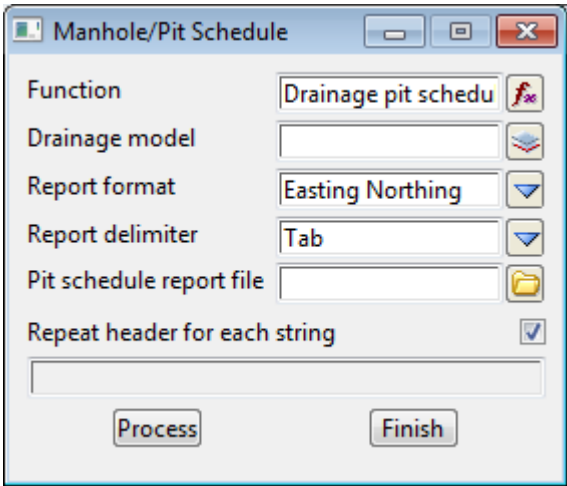 Manhole/Pit Schedule
Function Drainage pit schedu
Drainage model
Report format Easting Northing
Report delimiter Tab
Pit schedule report file
Repeat header for each string
Process Finish